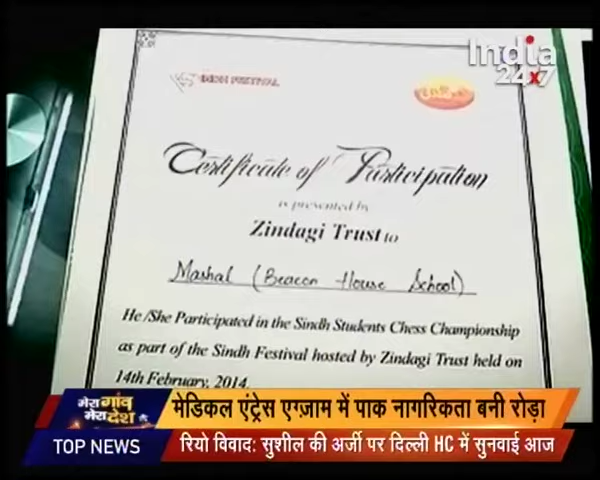 India
24x7
SINDH FESTIVAL
Certificate of Participation
is presented by
Zindagi Trust to
Mashal (Beacon House School)
He/She Participated in the Sindh Students Chess Championship
as part of the Sindh Festival hosted by Zindagi Trust held on
14th February, 2014.
मेरा गांव
मेरा देश
मेडिकल एंट्रेस एग्ज़ाम में पाक नागरिकता बनी रोड़ा
TOP NEWS
रियो विवाद: सुशील की अर्जी पर दिल्ली HC में सुनवाई आज